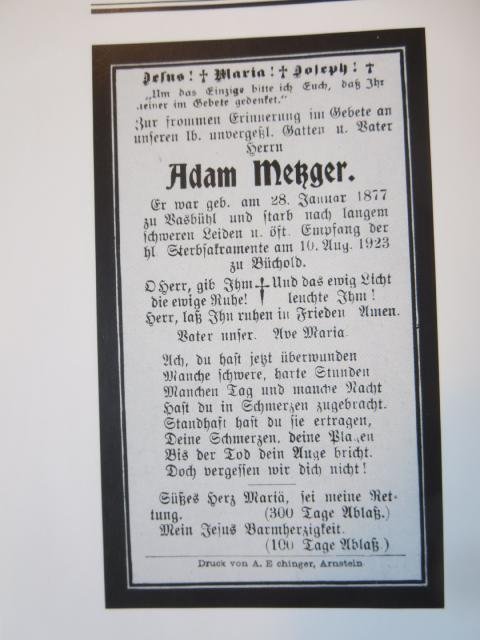 Jesus! † Maria! † Joseph! †
„Um das Einzige bitte ich Euch, daß Ihr
meiner im Gebete gedenket.“
Zur frommen Erinnerung im Gebete an
unseren lb. unvergeßl. Gatten u. Vater
Herrn
Adam Metzger.
Er war geb. am 28. Januar 1877
zu Vasbühl und starb nach langem
schweren Leiden u. öft. Empfang der
hl Sterbsakramente am 10. Aug. 1923
zu Büchold.
O Herr, gib Ihm † Und das ewig Licht
die ewige Ruhe! leuchte Ihm!
Herr, laß Ihn ruhen in Frieden Amen.
Vater unser. Ave Maria
Ach, du hast jetzt überwunden
Manche schwere, harte Stunden
Manchen Tag und manche Nacht
Hast du in Schmerzen zugebracht.
Standhaft hast du sie ertragen,
Deine Schmerzen, deine Plagen
Bis der Tod dein Auge bricht.
Doch vergessen wir dich nicht!
Süßes Herz Mariä, sei meine Ret-
tung. (300 Tage Ablaß.)
Mein Jesus Barmherzigkeit.
(100 Tage Ablaß)
Druck von A. E chinger, Arnstein